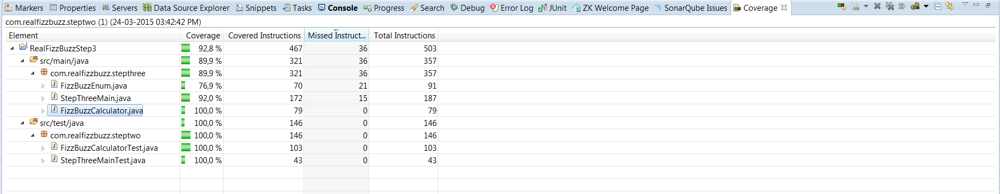 Markers Properties Servers Data Source Explorer Snippets Tasks Console Progress Search Debug Error Log JUnit ZK Welcome Page SonarQube Issues Coverage
com.realfizzbuzz.steptwo (1) (24-03-2015 03:42:42 PM)
Element Coverage Covered Instructions Missed Instruct... Total Instructions
RealFizzBuzzStep3 92,8 % 467 36 503
src/main/java 89,9 % 321 36 357
com.realfizzbuzz.stepthree 89,9 % 321 36 357
FizzBuzzEnum.java 76,9 % 70 21 91
StepThreeMain.java 92,0 % 172 15 187
FizzBuzzCalculator.java 100,0 % 79 0 79
src/test/java 100,0 % 146 0 146
com.realfizzbuzz.steptwo 100,0 % 146 0 146
FizzBuzzCalculatorTest.java 100,0 % 103 0 103
StepThreeMainTest.java 100,0 % 43 0 43